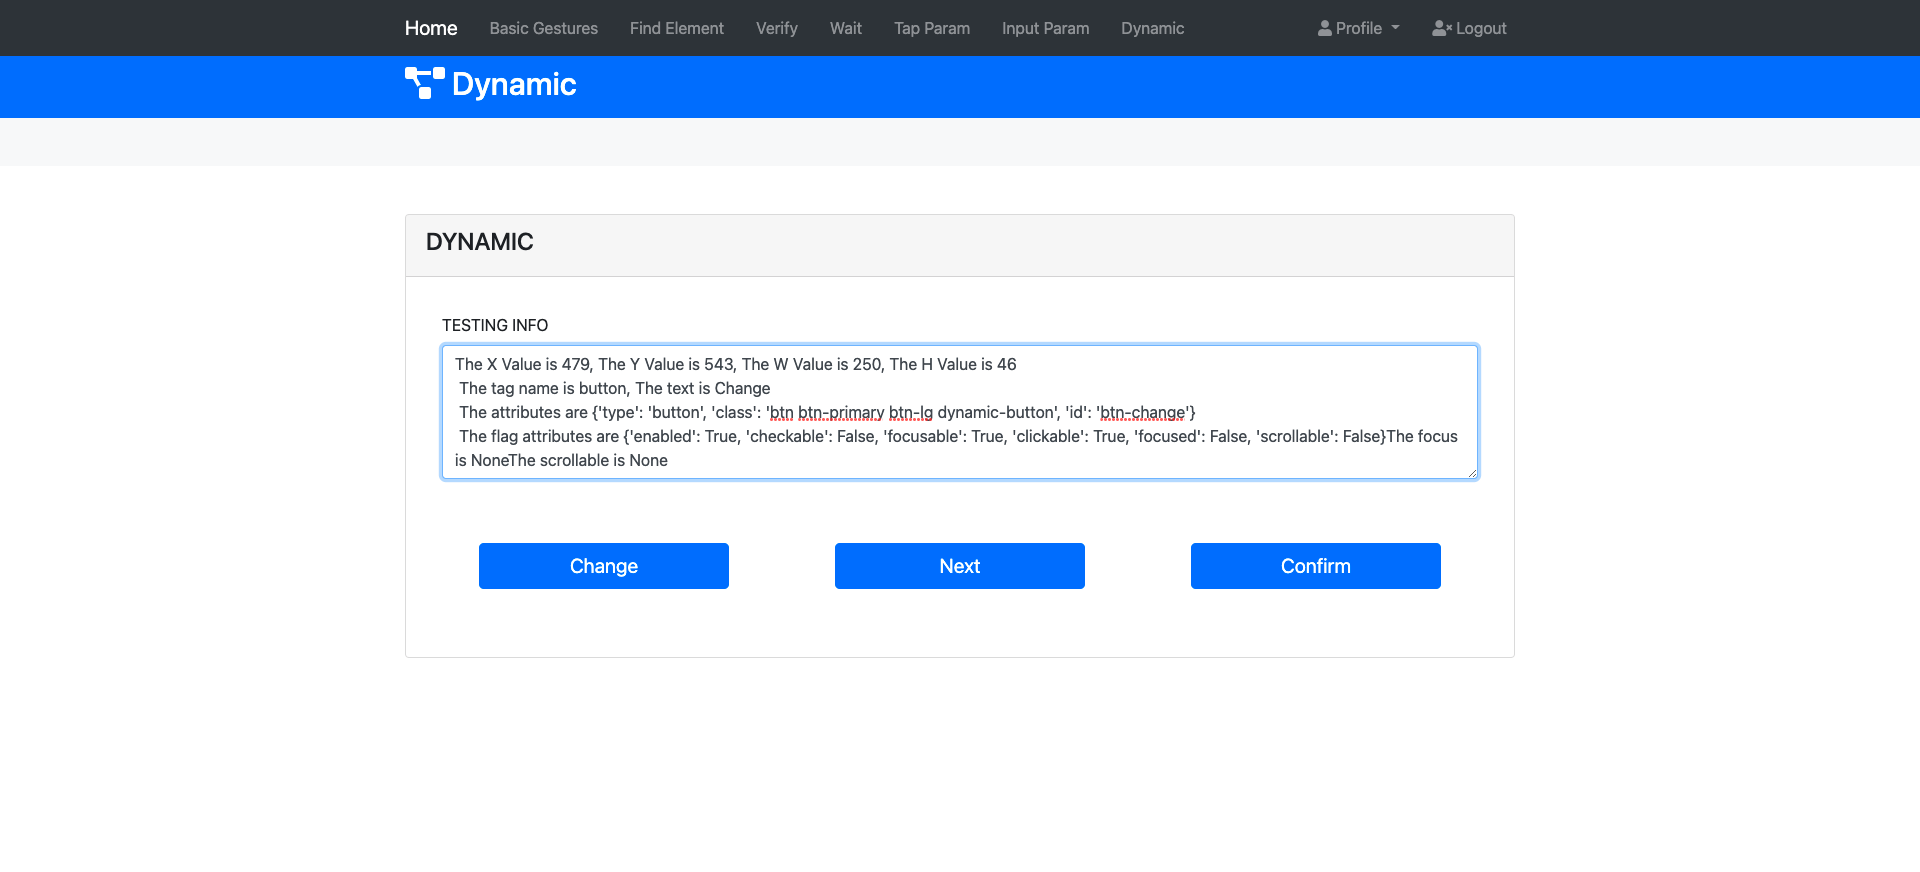 Home Basic Gestures Find Element Verify Wait Tap Param Input Param Dynamic Profile Logout
Dynamic
DYNAMIC
TESTING INFO
The X Value is 479, The Y Value is 543, The W Value is 250, The H Value is 46
The tag name is button, The text is Change
The attributes are {'type': 'button', 'class': 'btn btn-primary btn-lg dynamic-button', 'id': 'btn-change'}
The flag attributes are {'enabled': True, 'checkable': False, 'focusable': True, 'clickable': True, 'focused': False, 'scrollable': False}The focus
is NoneThe scrollable is None
Change Next Confirm